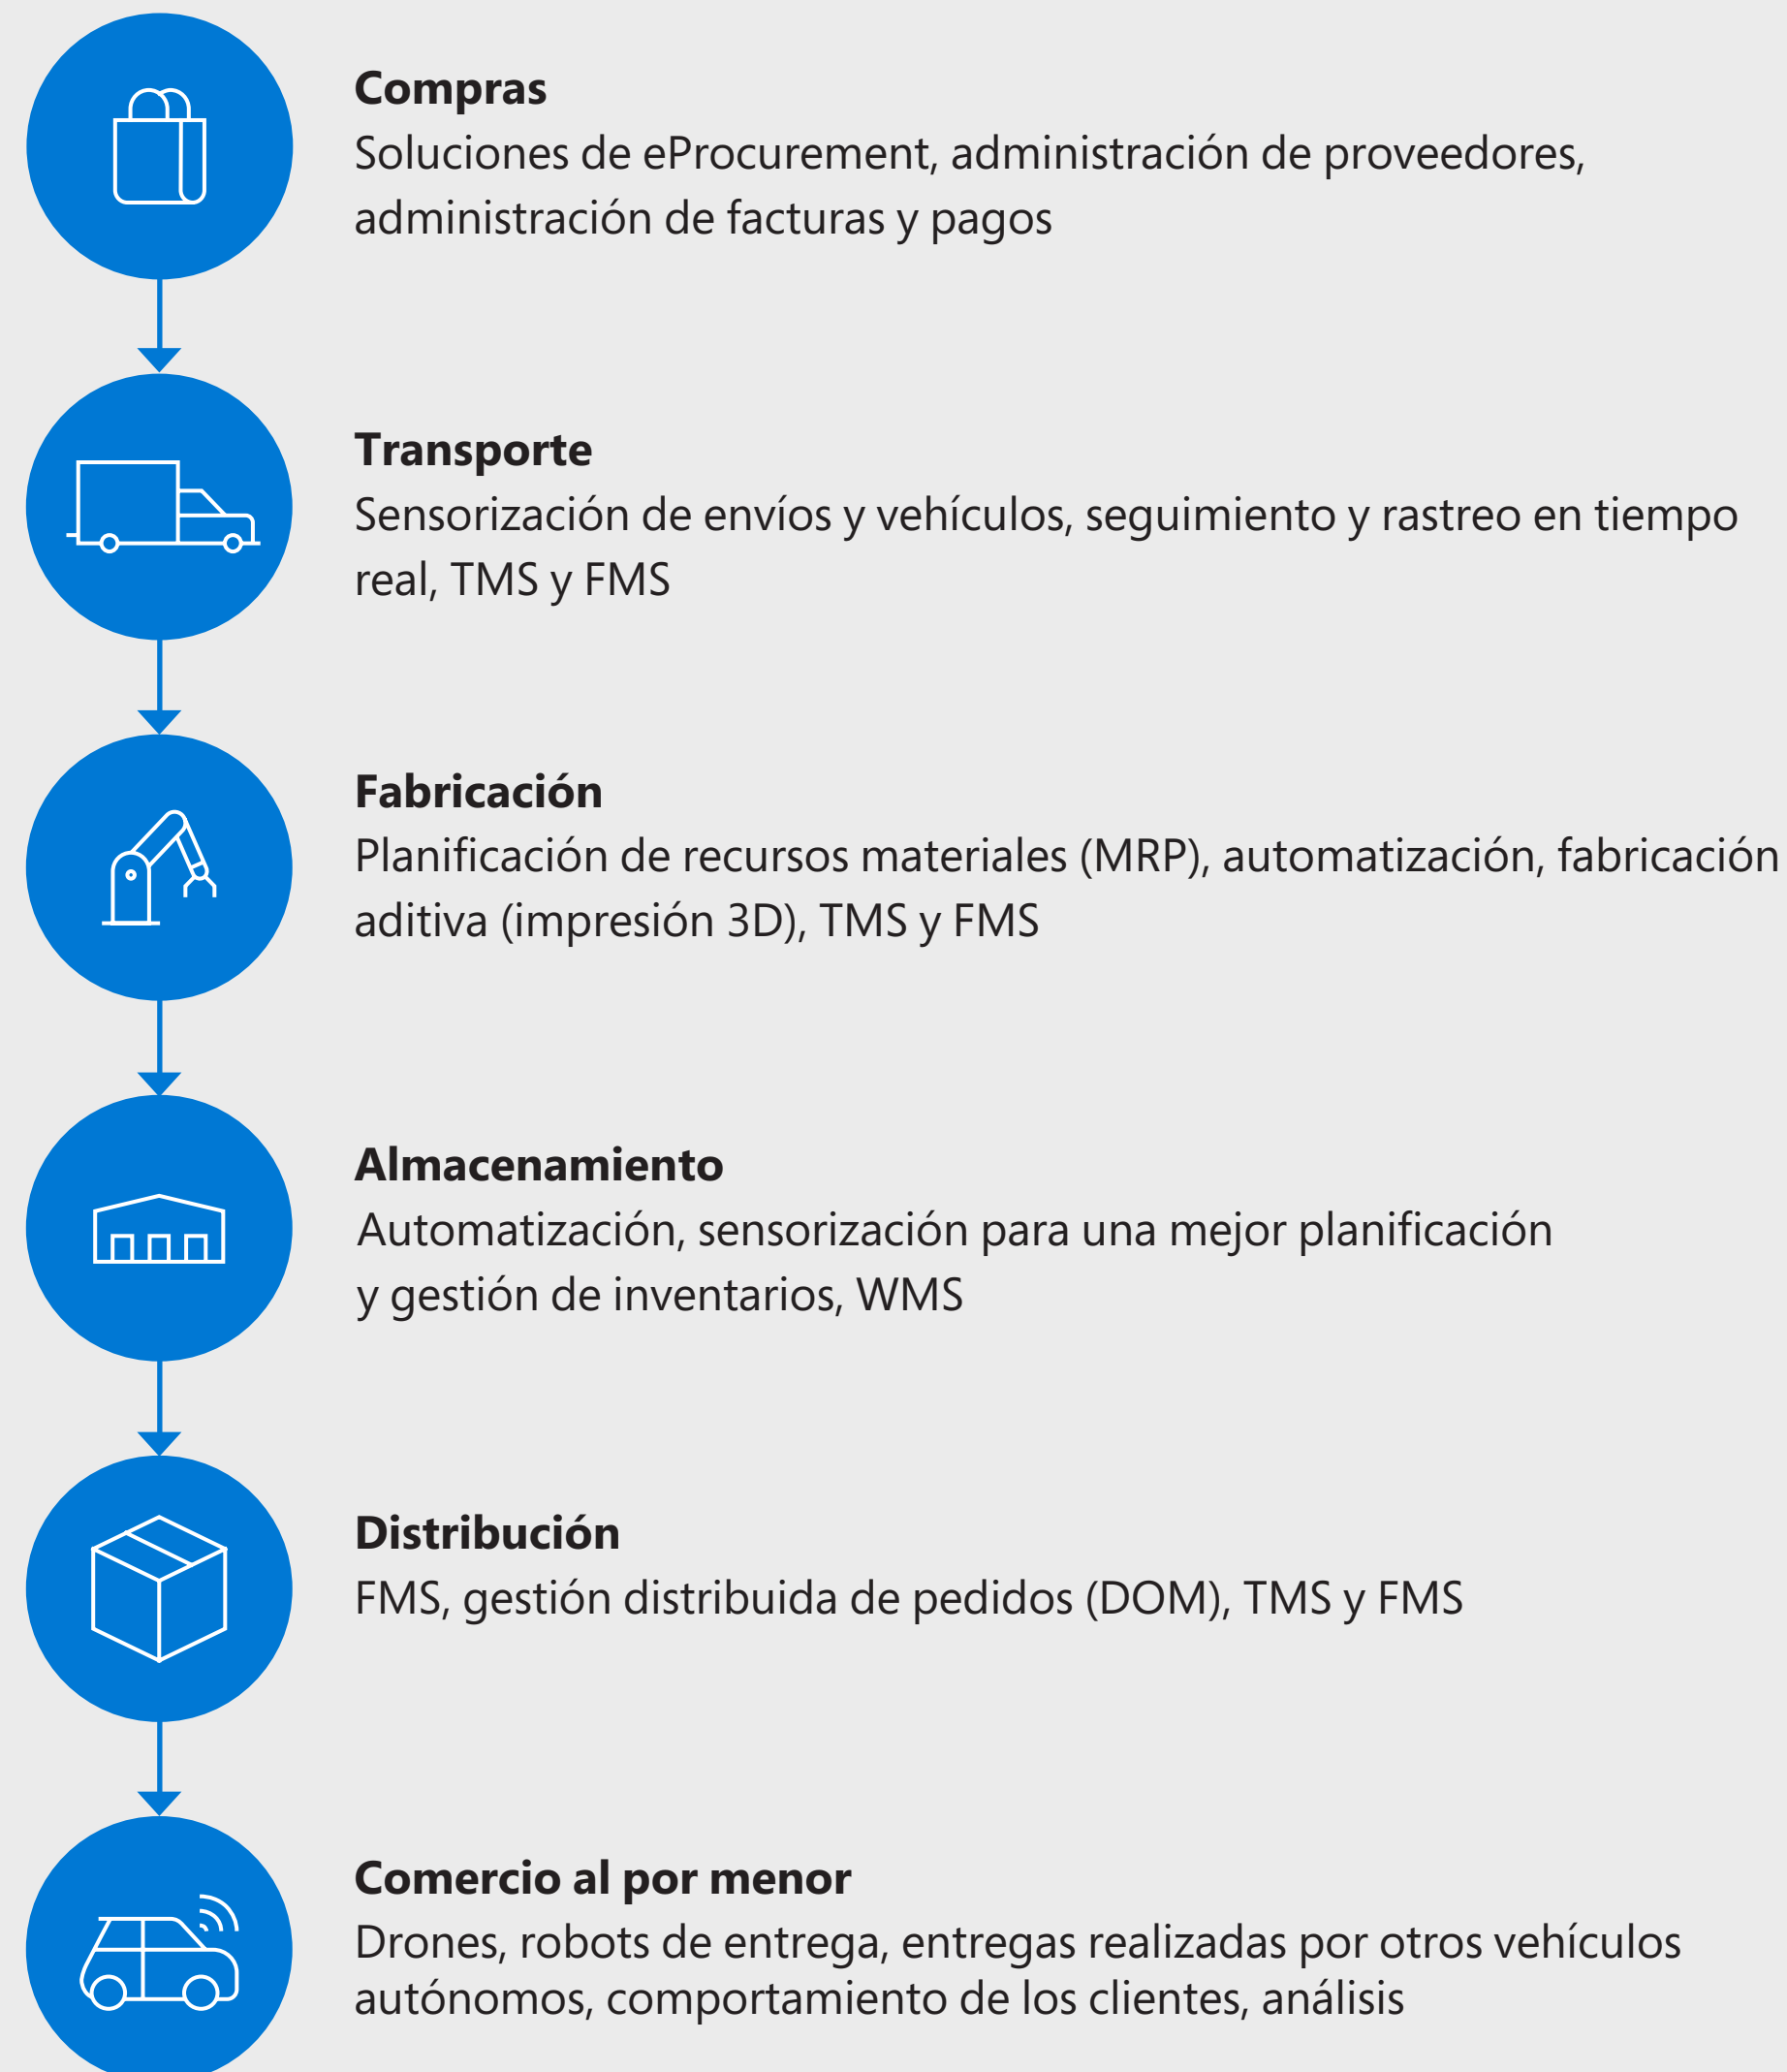 Compras
Soluciones de eProcurement, administración de proveedores,
administración de facturas y pagos
Transporte
Sensorización de envíos y vehículos, seguimiento y rastreo en tiempo
real, TMS y FMS
Fabricación
Planificación de recursos materiales (MRP), automatización, fabricación
aditiva (impresión 3D), TMS y FMS
Almacenamiento
Automatización, sensorización para una mejor planificación
y gestión de inventarios, WMS
Distribución
FMS, gestión distribuida de pedidos (DOM), TMS y FMS
Comercio al por menor
Drones, robots de entrega, entregas realizadas por otros vehículos
autónomos, comportamiento de los clientes, análisis